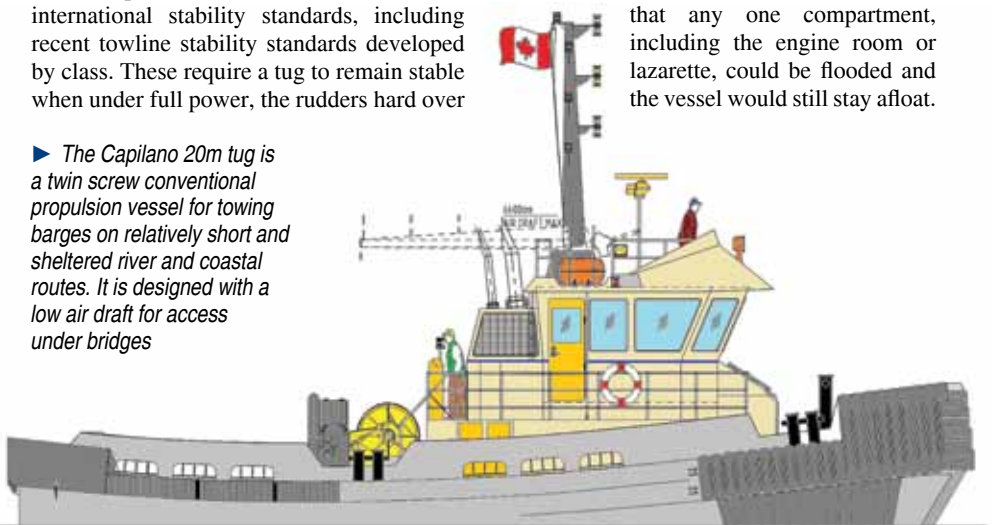 international stability standards, including
recent towline stability standards developed
by class. These require a tug to remain stable
when under full power, the rudders hard over
that any one compartment,
including the engine room or
lazarette, could be flooded and
the vessel would still stay afloat.
► The Capilano 20m tug is
a twin screw conventional
propulsion vessel for towing
barges on relatively short and
sheltered river and coastal
routes. It is designed with a
low air draft for access
under bridges
AIR DRAFT